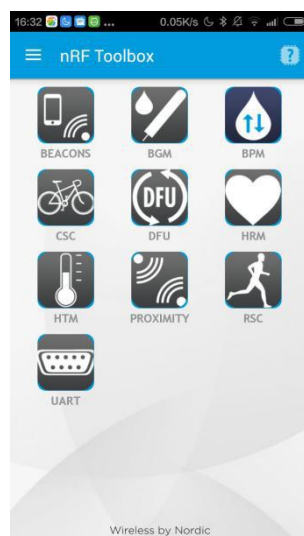 16:32 ... 0.05K/s
nRF Toolbox ?
BEACONS BGM BPM
DFU
CSC DFU HRM
HTM PROXIMITY RSC
UART
Wireless by Nordic